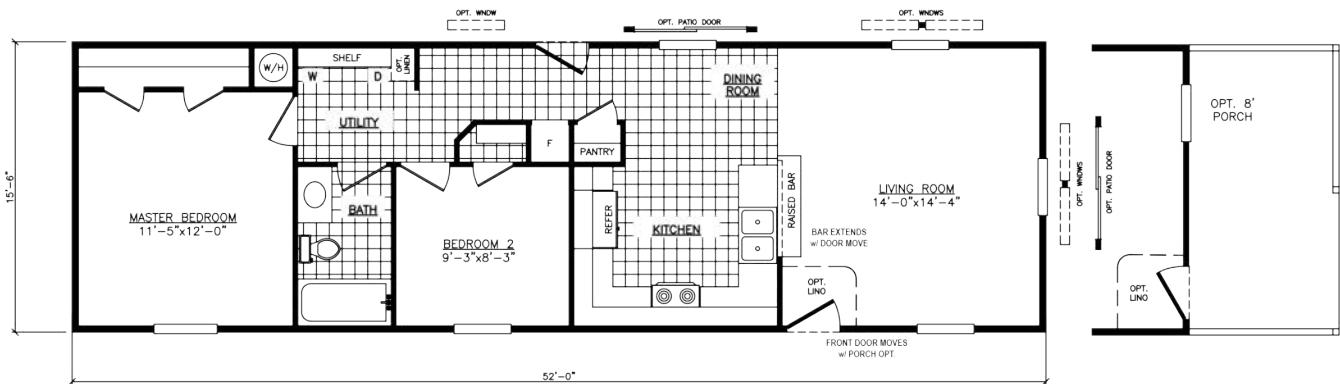 OPT. WNDW
OPT. PATIO DOOR
OPT. WNDWS
15'-6"
W/H
SHELF
W D
OPT. LINEN
UTILITY
DINING
ROOM
F
PANTRY
MASTER BEDROOM
11'-5"x12'-0"
BATH
BEDROOM 2
9'-3"x8'-3"
REFER
KITCHEN
RAISED BAR
BAR EXTENDS
w/ DOOR MOVE
LIVING ROOM
14'-0"x14'-4"
OPT.
LINO
FRONT DOOR MOVES
w/ PORCH OPT.
52'-0"
OPT. WNDWS
OPT. PATIO DOOR
OPT. 8'
PORCH
OPT.
LINO